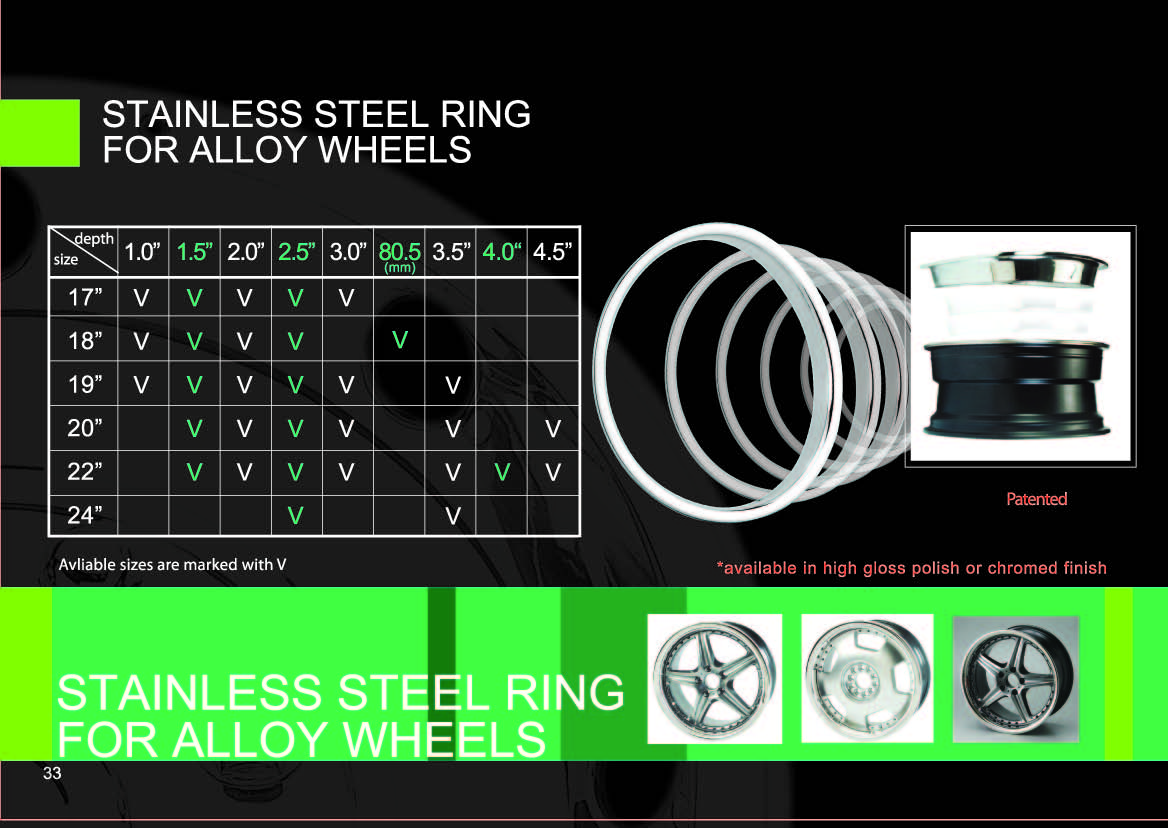 STAINLESS STEEL RING
FOR ALLOY WHEELS
depth
size
1.0” 1.5” 2.0” 2.5” 3.0” 80.5 3.5” 4.0“ 4.5”
(mm)
17” V V V V V
18” V V V V V
19” V V V V V V
20” V V V V V V
22” V V V V V V V
24” V V
Avliable sizes are marked with V
Patented
*available in high gloss polish or chromed finish
STAINLESS STEEL RING
FOR ALLOY WHEELS
33